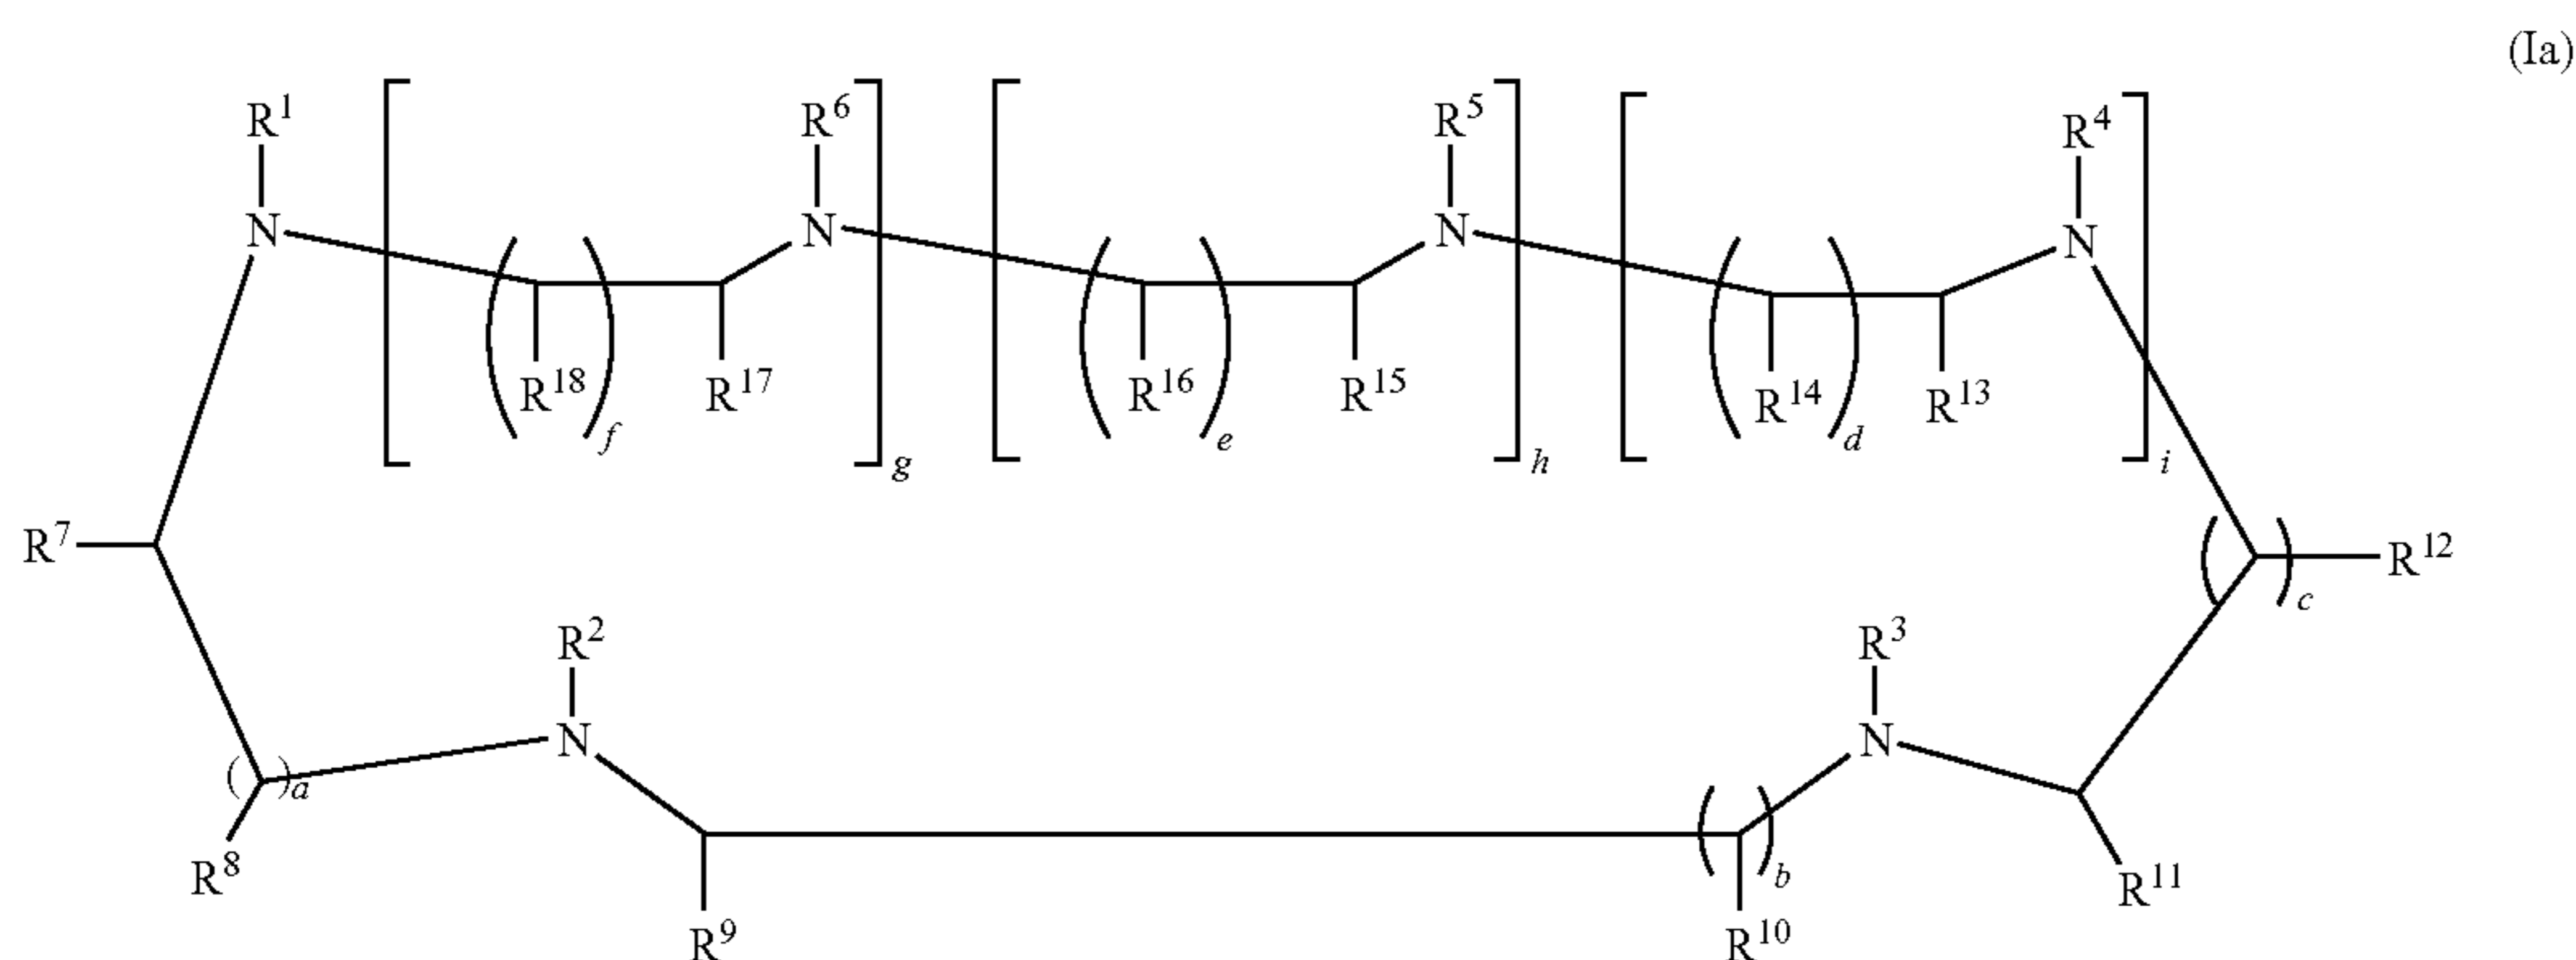 (Ia)
R¹ R⁶ R⁵ R⁴
N N N N
R¹⁸ f R¹⁷ g R¹⁶ e R¹⁵ h R¹⁴ d R¹³ i
R⁷ R¹² c
R² R³
N N
a
R⁸ b R¹¹
R⁹ R¹⁰